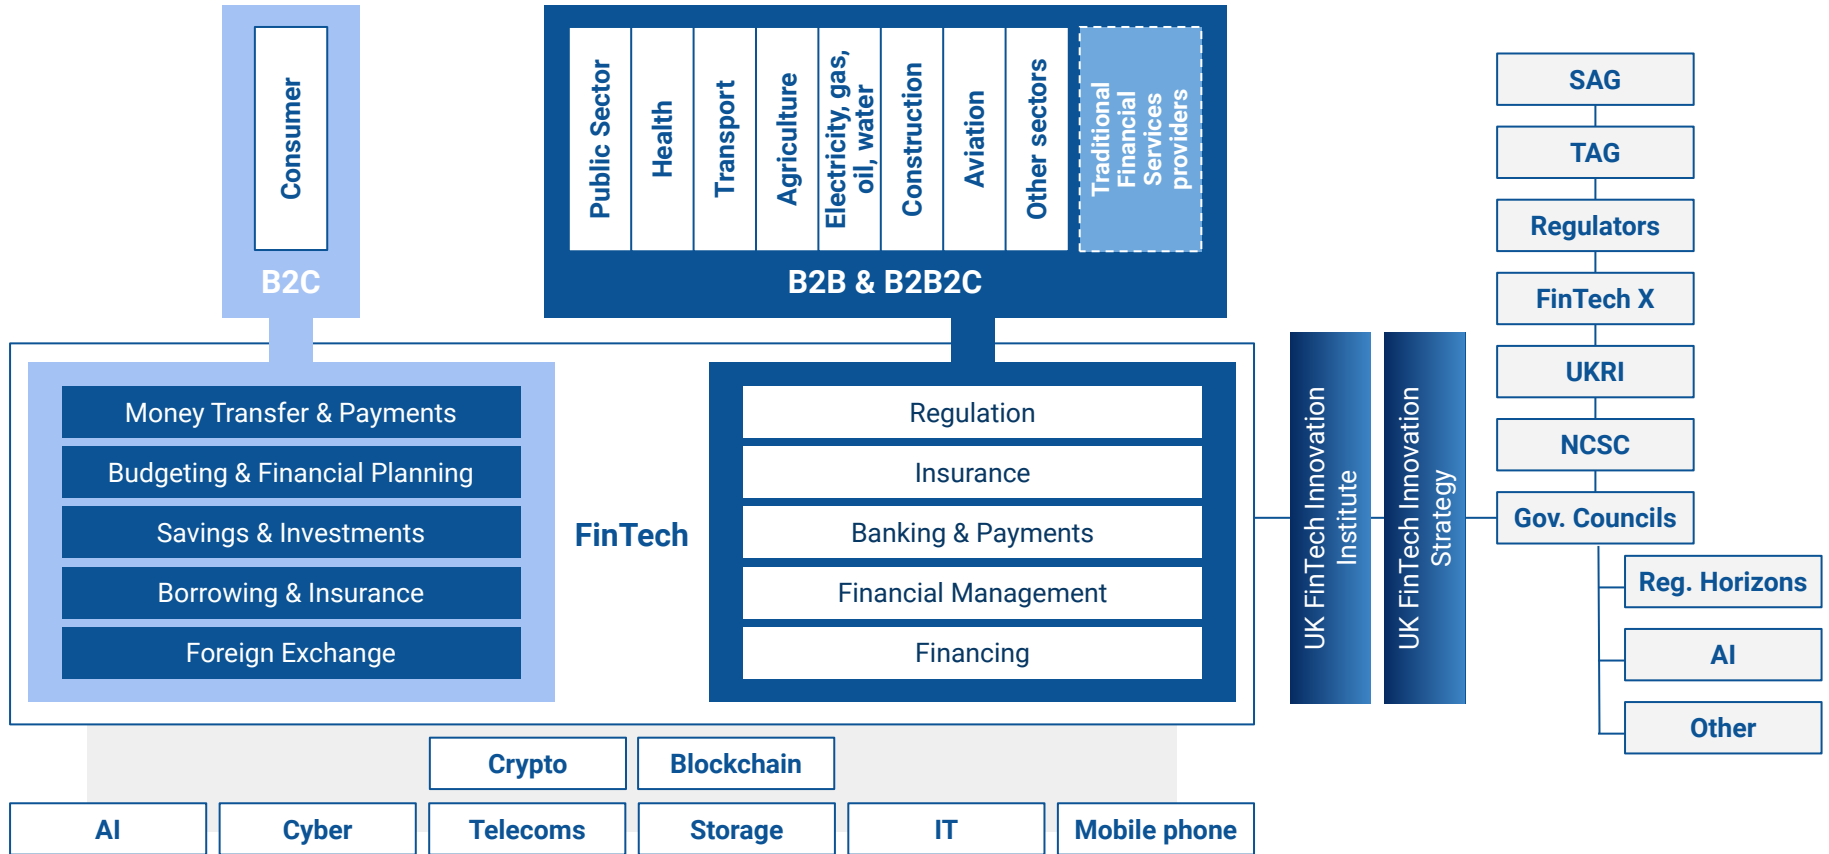 Consumer
B2C
Public Sector
Health
Transport
Agriculture
Electricity, gas,
oil, water
Construction
Aviation
Other sectors
Traditional
Financial
Services
providers
B2B & B2B2C
Money Transfer & Payments
Budgeting & Financial Planning
Savings & Investments
Borrowing & Insurance
Foreign Exchange
FinTech
Regulation
Insurance
Banking & Payments
Financial Management
Financing
UK FinTech Innovation
Institute
UK FinTech Innovation
Strategy
SAG
TAG
Regulators
FinTech X
UKRI
NCSC
Gov. Councils
Reg. Horizons
AI
Other
Crypto
Blockchain
AI
Cyber
Telecoms
Storage
IT
Mobile phone